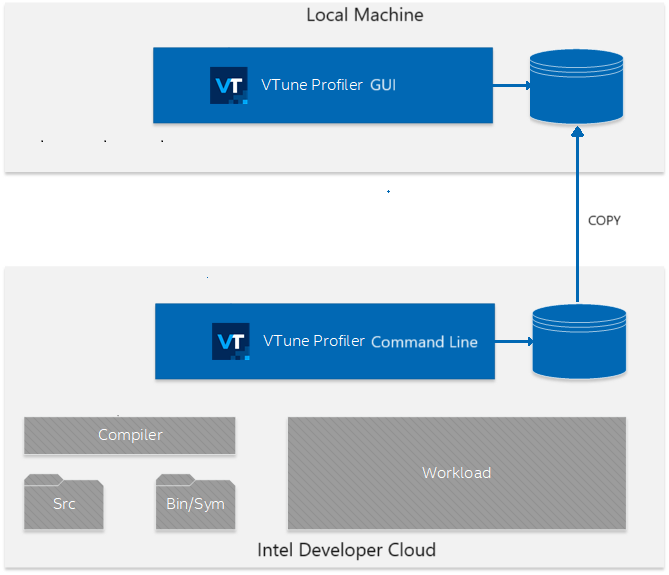 Local Machine
VT VTune Profiler GUI
COPY
VT VTune Profiler Command Line
Compiler
Src
Bin/Sym
Workload
Intel Developer Cloud